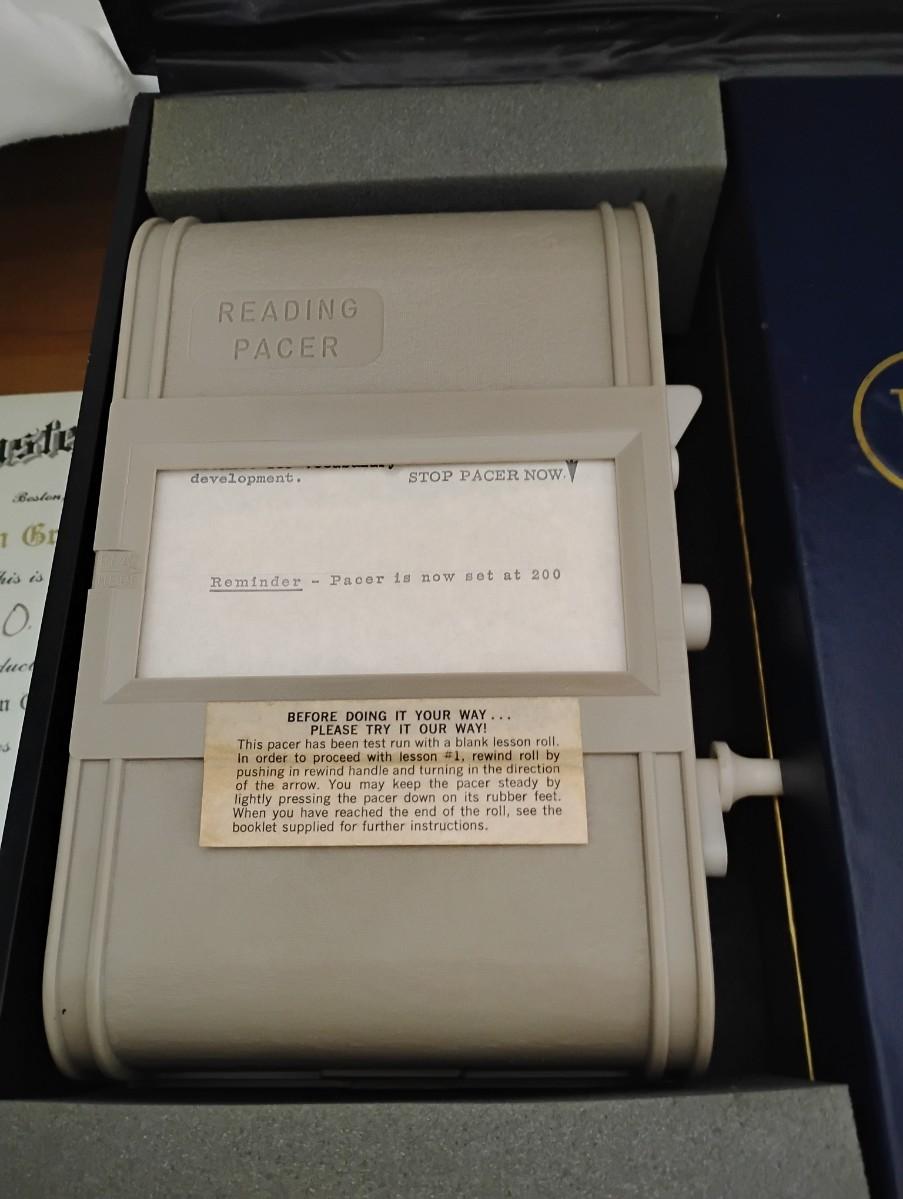 READING
PACER
development. STOP PACER NOW.
Reminder - Pacer is now set at 200
BEFORE DOING IT YOUR WAY...
PLEASE TRY IT OUR WAY!
This pacer has been test run with a blank lesson roll.
In order to proceed with lesson #1, rewind roll by
pushing in rewind handle and turning in the direction
of the arrow. You may keep the pacer steady by
lightly pressing the pacer down on its rubber feet.
When you have reached the end of the roll, see the
booklet supplied for further instructions.
Boston,
his is
O.